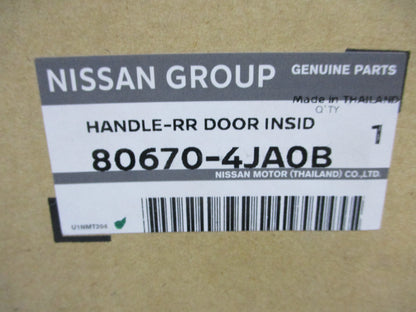 NISSAN GROUP GENUINE PARTS
Made in THAILAND
Q'TY
HANDLE-RR DOOR INSID 1
80670-4JA0B
NISSAN MOTOR (THAILAND) CO.,LTD.
U1NMT204